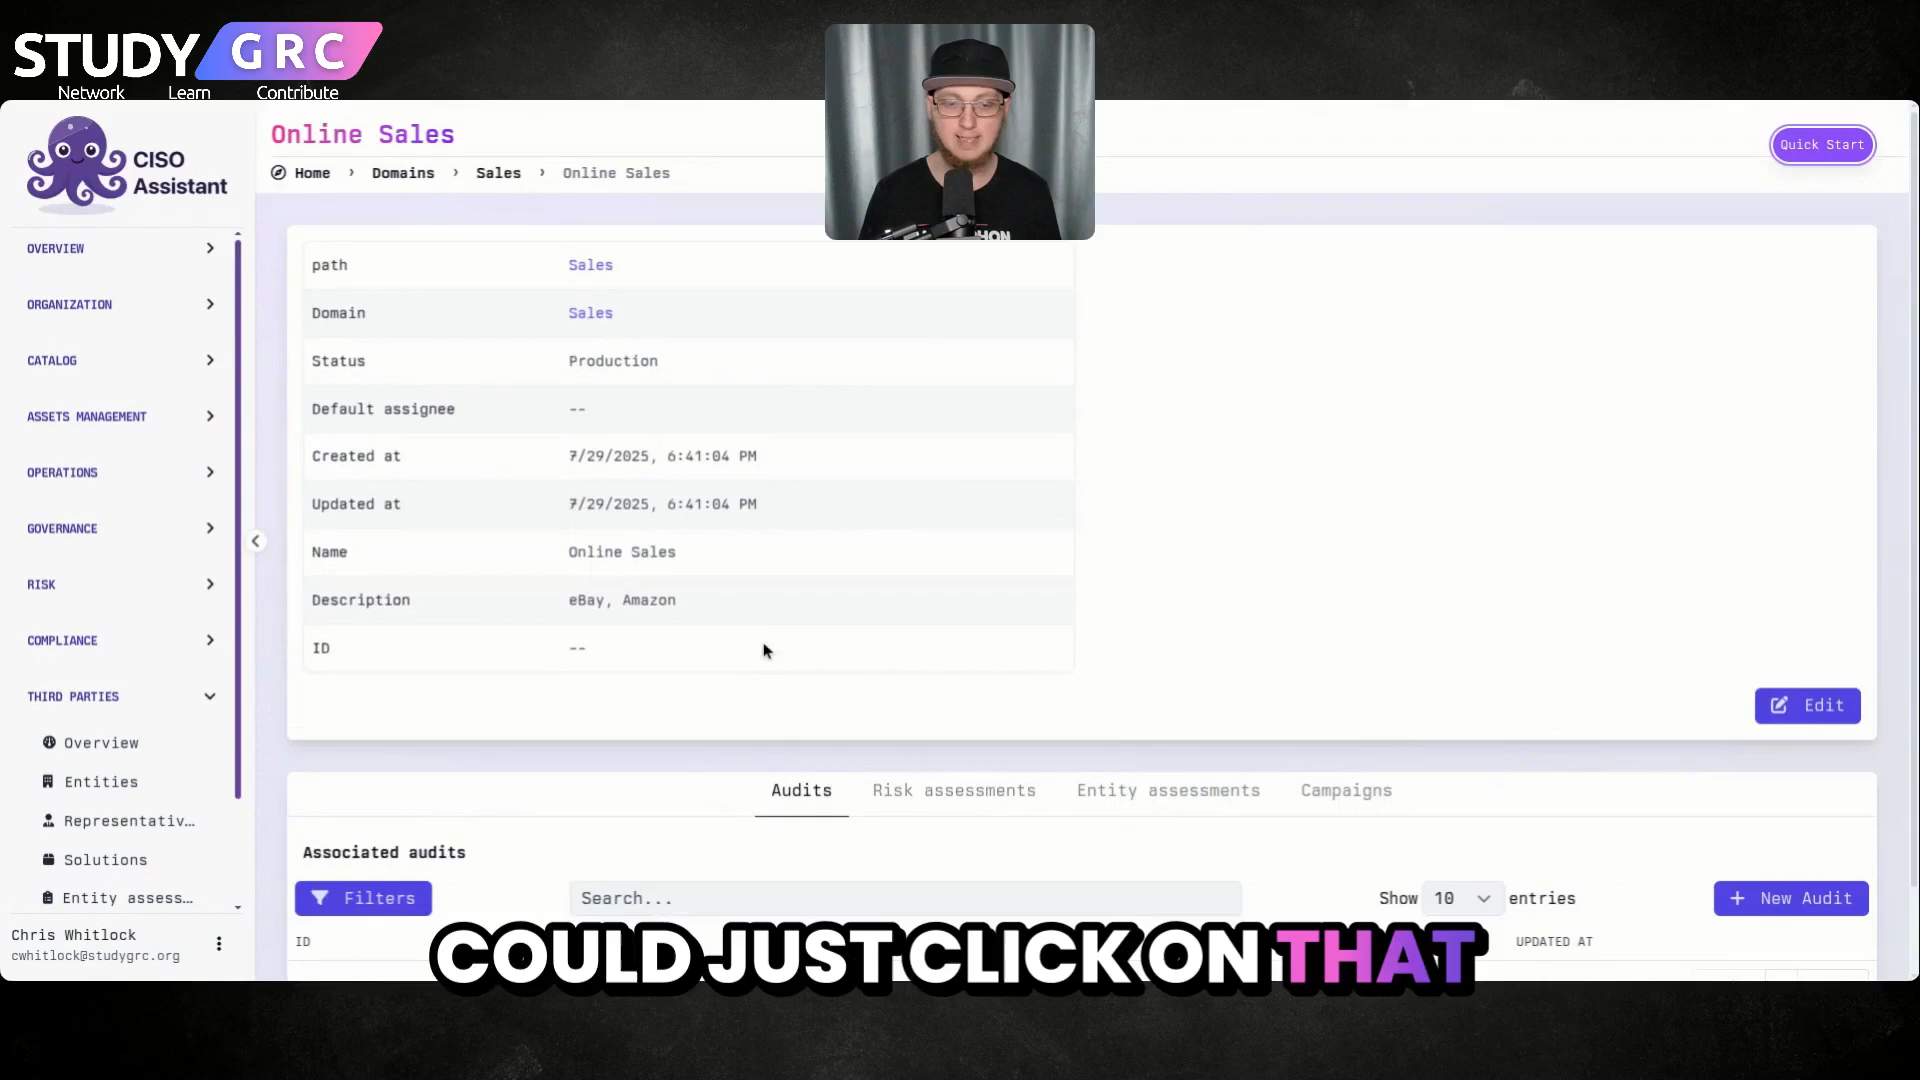 STUDY GRC
Network Learn Contribute
CISO
Assistant
Online Sales
Quick Start
Home › Domains › Sales › Online Sales
OVERVIEW
ORGANIZATION
CATALOG
ASSETS MANAGEMENT
OPERATIONS
GOVERNANCE
RISK
COMPLIANCE
THIRD PARTIES
Overview
Entities
Representativ...
Solutions
Entity assess...
Chris Whitlock
cwhitlock@studygrc.org
path Sales
Domain Sales
Status Production
Default assignee --
Created at 7/29/2025, 6:41:04 PM
Updated at 7/29/2025, 6:41:04 PM
Name Online Sales
Description eBay, Amazon
ID --
Edit
Audits Risk assessments Entity assessments Campaigns
Associated audits
Filters Search... Show 10 entries + New Audit
ID UPDATED AT
COULD JUST CLICK ON THAT